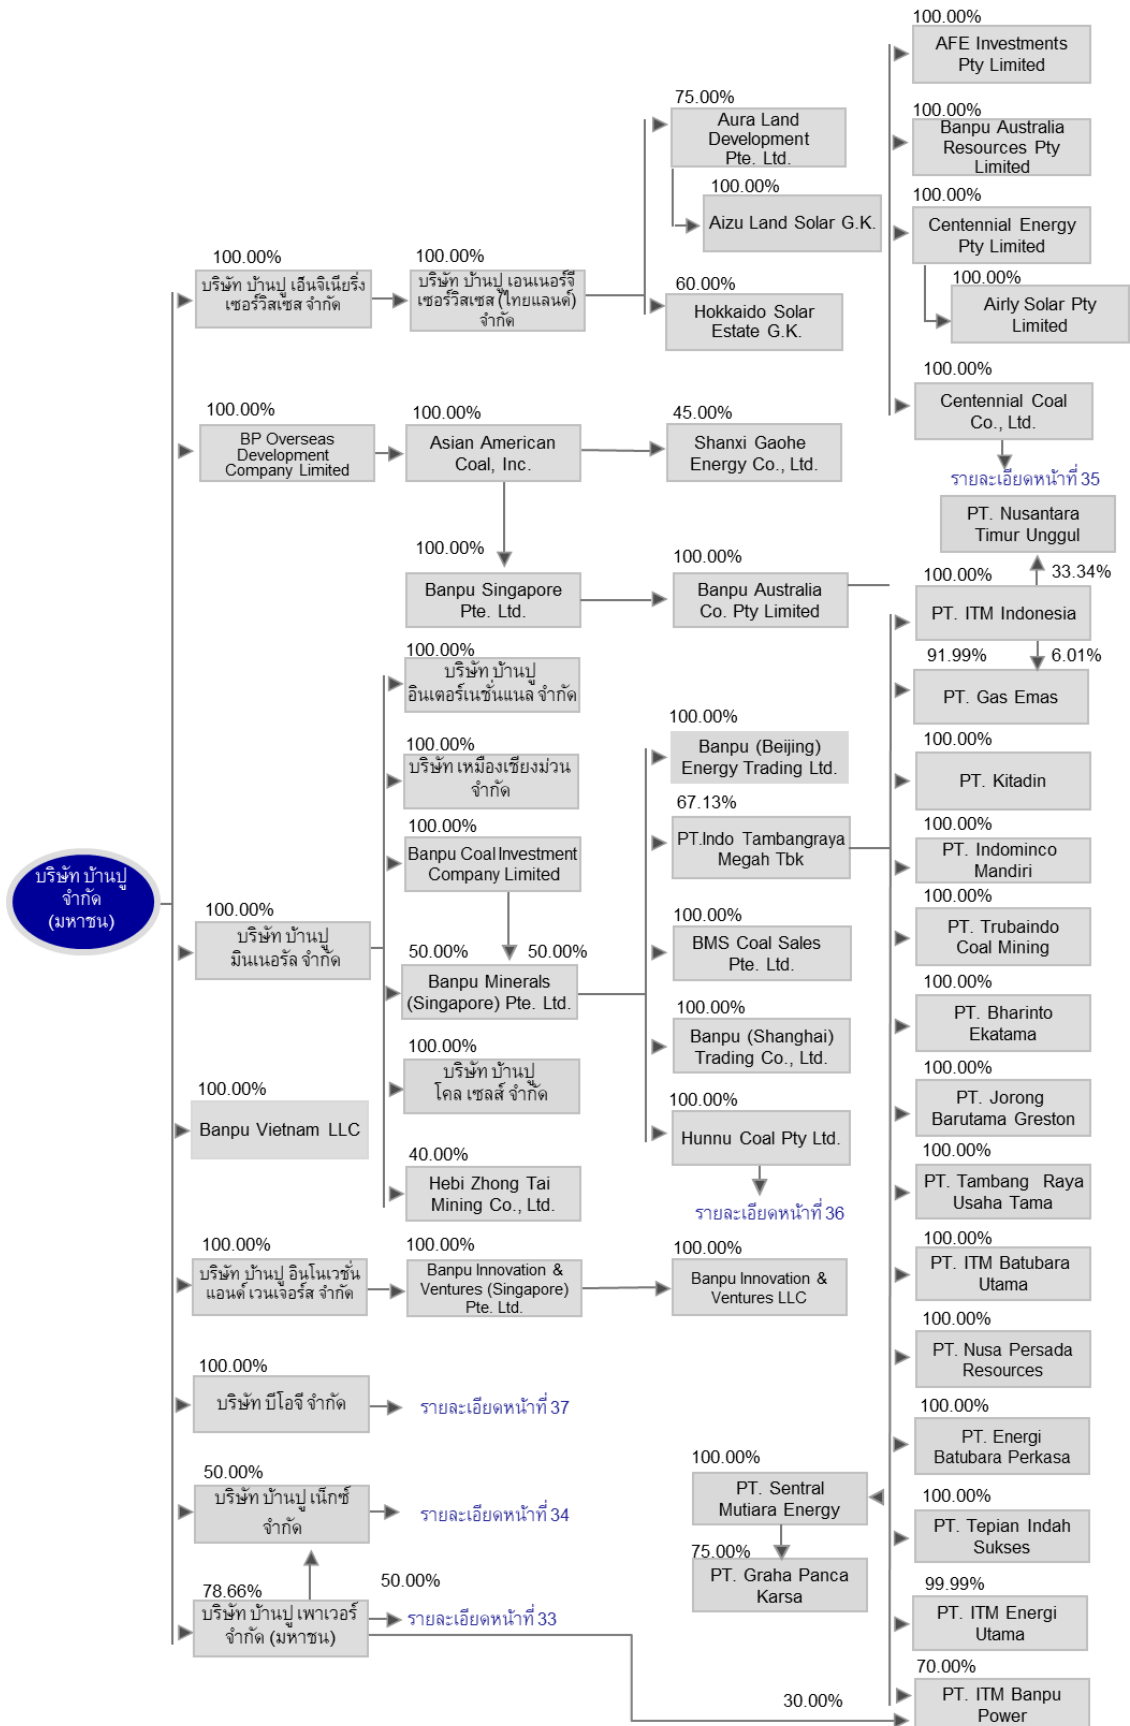 100.00%
AFE Investments
Pty Limited
75.00%
Aura Land
Development
Pte. Ltd.
100.00%
Banpu Australia
Resources Pty
Limited
100.00%
Aizu Land Solar G.K.
100.00%
Centennial Energy
Pty Limited
100.00%
บริษัท บ้านปู เอ็นจิเนียริ่ง
เซอร์วิสเซส จำกัด
100.00%
บริษัท บ้านปู เอนเนอร์จี
เซอร์วิสเซส (ไทยแลนด์)
จำกัด
60.00%
Hokkaido Solar
Estate G.K.
100.00%
Airly Solar Pty
Limited
100.00%
BP Overseas
Development
Company Limited
100.00%
Asian American
Coal, Inc.
45.00%
Shanxi Gaohe
Energy Co., Ltd.
100.00%
Centennial Coal
Co., Ltd.
รายละเอียดหน้าที่ 35
PT. Nusantara
Timur Unggul
100.00%
Banpu Singapore
Pte. Ltd.
100.00%
Banpu Australia
Co. Pty Limited
100.00%
33.34%
PT. ITM Indonesia
100.00%
บริษัท บ้านปู
อินเตอร์เนชั่นแนล จำกัด
91.99%
6.01%
PT. Gas Emas
100.00%
บริษัท เหมืองเชียงม่วน
จำกัด
100.00%
Banpu (Beijing)
Energy Trading Ltd.
100.00%
PT. Kitadin
100.00%
Banpu Coal Investment
Company Limited
67.13%
PT.Indo Tambangraya
Megah Tbk
100.00%
PT. Indominco
Mandiri
บริษัท บ้านปู
จำกัด
(มหาชน)
100.00%
บริษัท บ้านปู
มินเนอรัล จำกัด
50.00%
50.00%
Banpu Minerals
(Singapore) Pte. Ltd.
100.00%
BMS Coal Sales
Pte. Ltd.
100.00%
PT. Trubaindo
Coal Mining
100.00%
PT. Bharinto
Ekatama
100.00%
บริษัท บ้านปู
โคล เซลส์ จำกัด
100.00%
Banpu (Shanghai)
Trading Co., Ltd.
100.00%
PT. Jorong
Barutama Greston
100.00%
Banpu Vietnam LLC
100.00%
Hunnu Coal Pty Ltd.
รายละเอียดหน้าที่ 36
40.00%
Hebi Zhong Tai
Mining Co., Ltd.
100.00%
PT. Tambang Raya
Usaha Tama
100.00%
บริษัท บ้านปู อินโนเวชั่น
แอนด์ เวนเจอร์ส จำกัด
100.00%
Banpu Innovation &
Ventures (Singapore)
Pte. Ltd.
100.00%
Banpu Innovation &
Ventures LLC
100.00%
PT. ITM Batubara
Utama
100.00%
PT. Nusa Persada
Resources
100.00%
บริษัท บีโอจี จำกัด
รายละเอียดหน้าที่ 37
100.00%
PT. Energi
Batubara Perkasa
50.00%
บริษัท บ้านปู เน็กซ์
จำกัด
รายละเอียดหน้าที่ 34
100.00%
PT. Sentral
Mutiara Energy
100.00%
PT. Tepian Indah
Sukses
75.00%
PT. Graha Panca
Karsa
78.66%
50.00%
บริษัท บ้านปู เพาเวอร์
จำกัด (มหาชน)
รายละเอียดหน้าที่ 33
99.99%
PT. ITM Energi
Utama
30.00%
70.00%
PT. ITM Banpu
Power